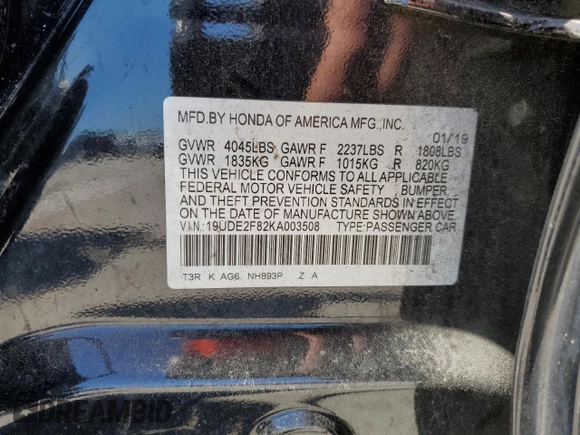 MFD.BY HONDA OF AMERICA MFG.,INC.
01/19
GVWR 4045LBS GAWR F 2237LBS R 1808LBS
GVWR 1835KG GAWR F 1015KG R 820KG
THIS VEHICLE CONFORMS TO ALL APPLICABLE
FEDERAL MOTOR VEHICLE SAFETY BUMPER,
AND THEFT PREVENTION STANDARDS IN EFFECT
ON THE DATE OF MANUFACTURE SHOWN ABOVE.
V.I.N.:19UDE2F82KA003508 TYPE:PASSENGER CAR
T3R K AG6. NH893P Z A
DREAMBID